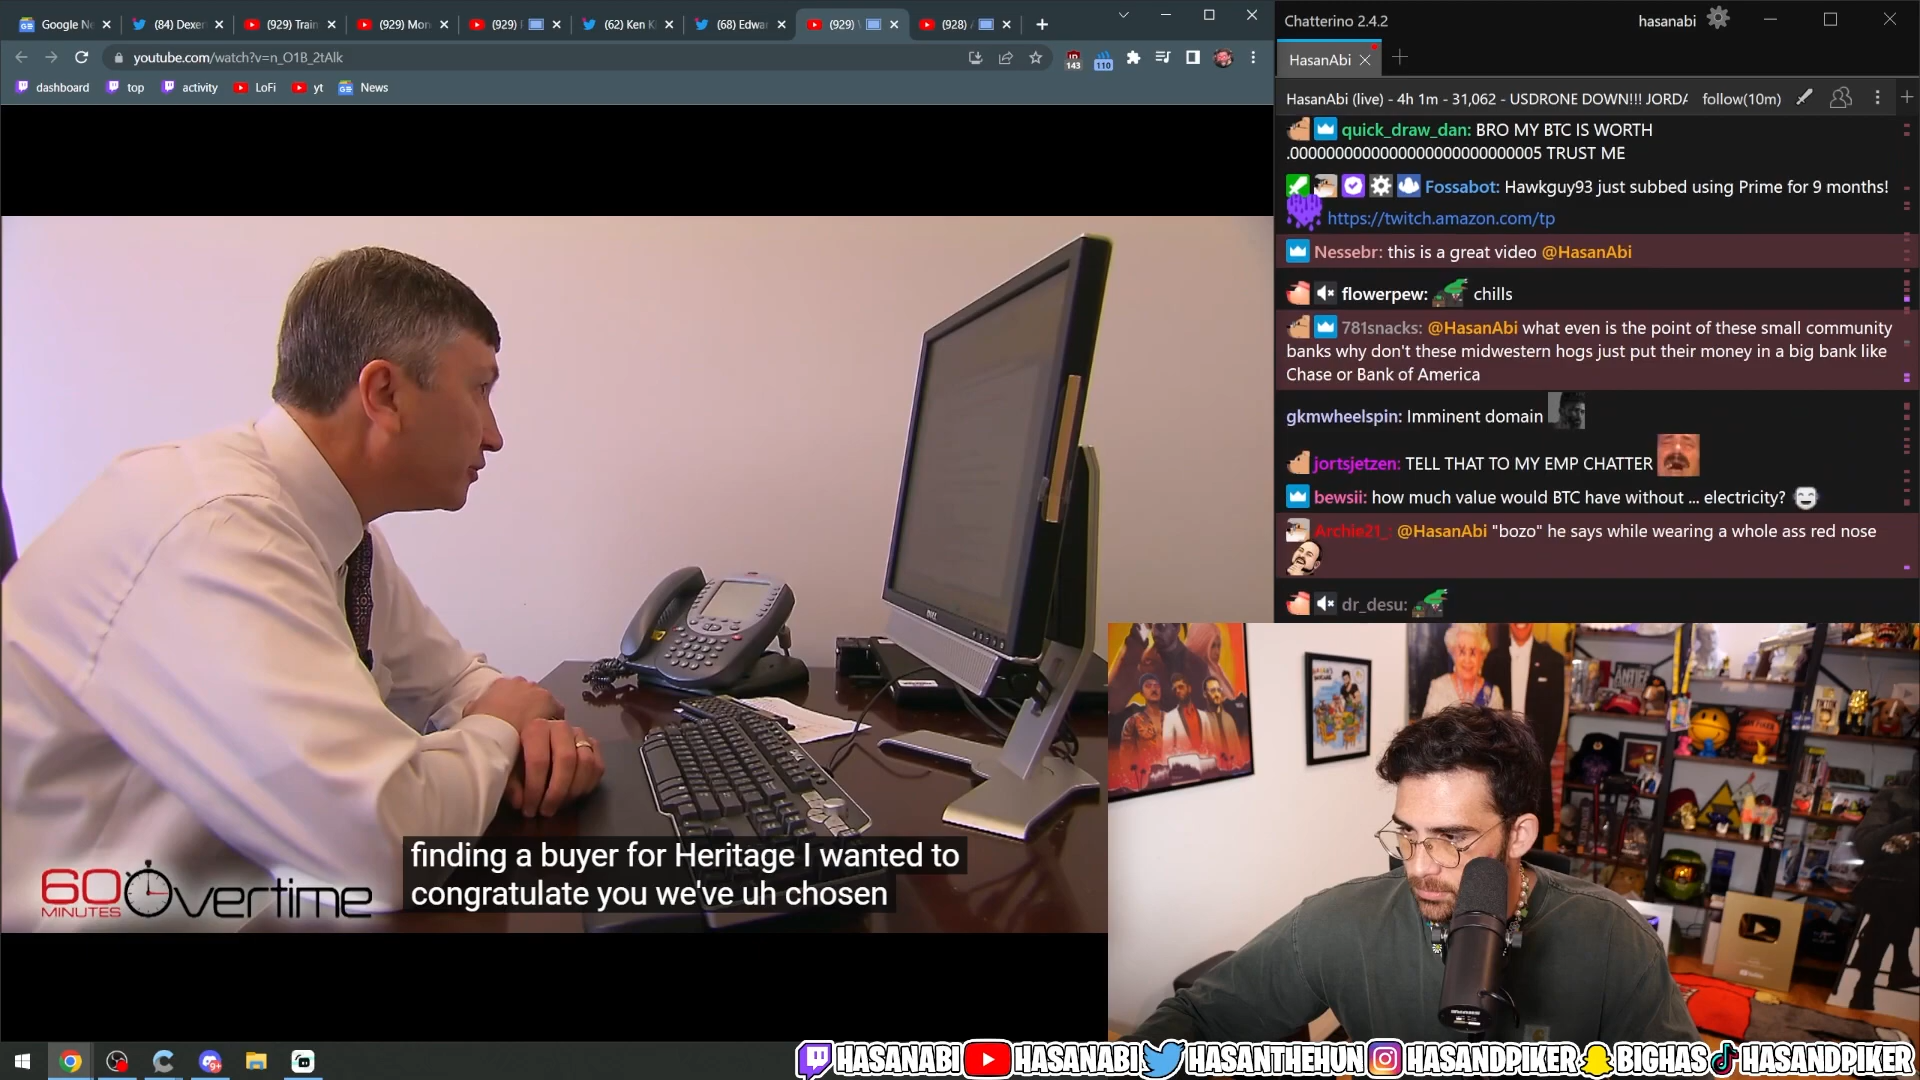 Google Ne
(84) Dexer
(929) Train
(929) Mon
(929)
(62) Ken K
(68) Edwa
(929)
(928)
youtube.com/watch?v=n_O1B_2tAlk
143
110
dashboard
top
activity
LoFi
yt
News
Chatterino 2.4.2
hasanabi
HasanAbi
HasanAbi (live) - 4h 1m - 31,062 - USDRONE DOWN!!! JORDA
follow(10m)
quick_draw_dan: BRO MY BTC IS WORTH
Fossabot: Hawkguy93 just subbed using Prime for 9 months!
https://twitch.amazon.com/tp
Nessebr: this is a great video @HasanAbi
flowerpew: chills
781snacks: @HasanAbi what even is the point of these small community
banks why don't these midwestern hogs just put their money in a big bank like
Chase or Bank of America
gkmwheelspin: Imminent domain
jortsjetzen: TELL THAT TO MY EMP CHATTER
bewsii: how much value would BTC have without ... electricity?
Archie21_: @HasanAbi "bozo" he says while wearing a whole ass red nose
dr_desu:
DELL
finding a buyer for Heritage I wanted to
congratulate you we've uh chosen
60 Overtime
MINUTES
HASANABI HASANABI HASANTHEHUN HASANDPIKER BIGHAS HASANDPIKER